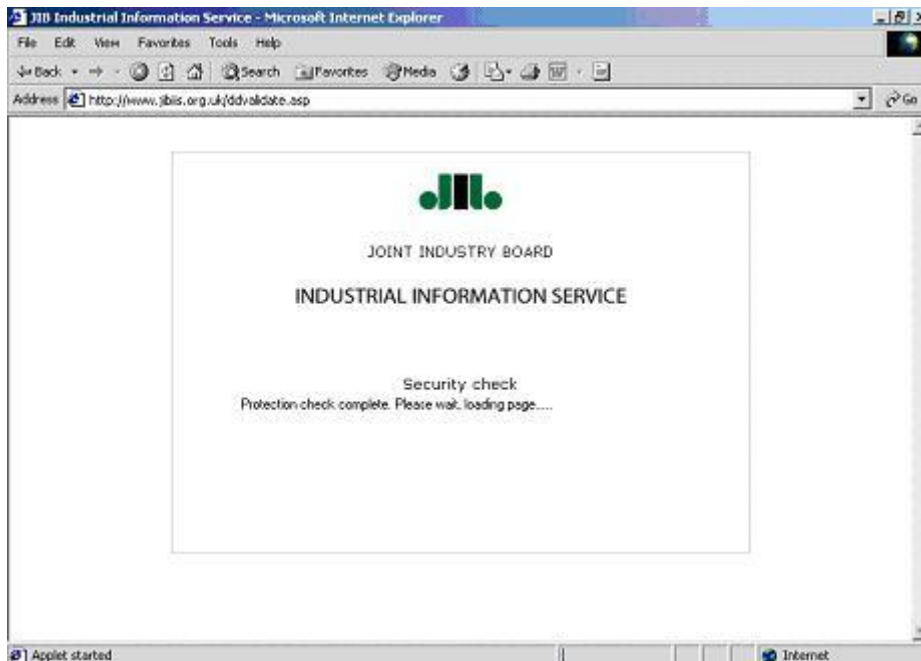 JIB Industrial Information Service - Microsoft Internet Explorer
File Edit View Favorites Tools Help
Back Search Favorites Media
Address http://www.jibiis.org.uk/ddvalidate.asp Go
JIb
JOINT INDUSTRY BOARD
INDUSTRIAL INFORMATION SERVICE
Security check
Protection check complete. Please wait, loading page.....
Applet started Internet